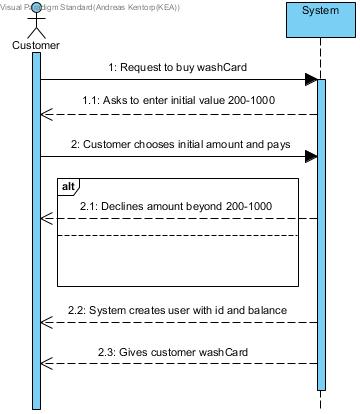 Visual Paradigm Standard(Andreas Kentorp(KEA))
System
Customer
1: Request to buy washCard
1.1: Asks to enter initial value 200-1000
2: Customer chooses initial amount and pays
alt
2.1: Declines amount beyond 200-1000
2.2: System creates user with id and balance
2.3: Gives customer washCard